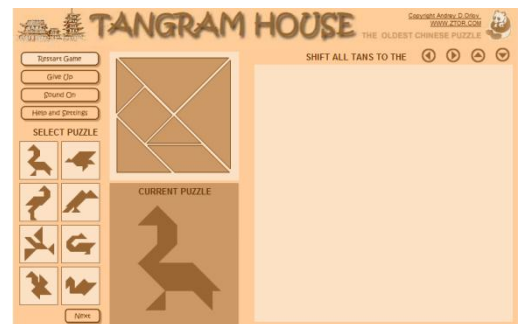 TANGRAM HOUSE
Copyright Andrey D.Orlov.
WWW.ZTOR.COM
THE OLDEST CHINESE PUZZLE
Restart Game
Give Up
Sound On
Help and Settings
SELECT PUZZLE
Next
CURRENT PUZZLE
SHIFT ALL TANS TO THE